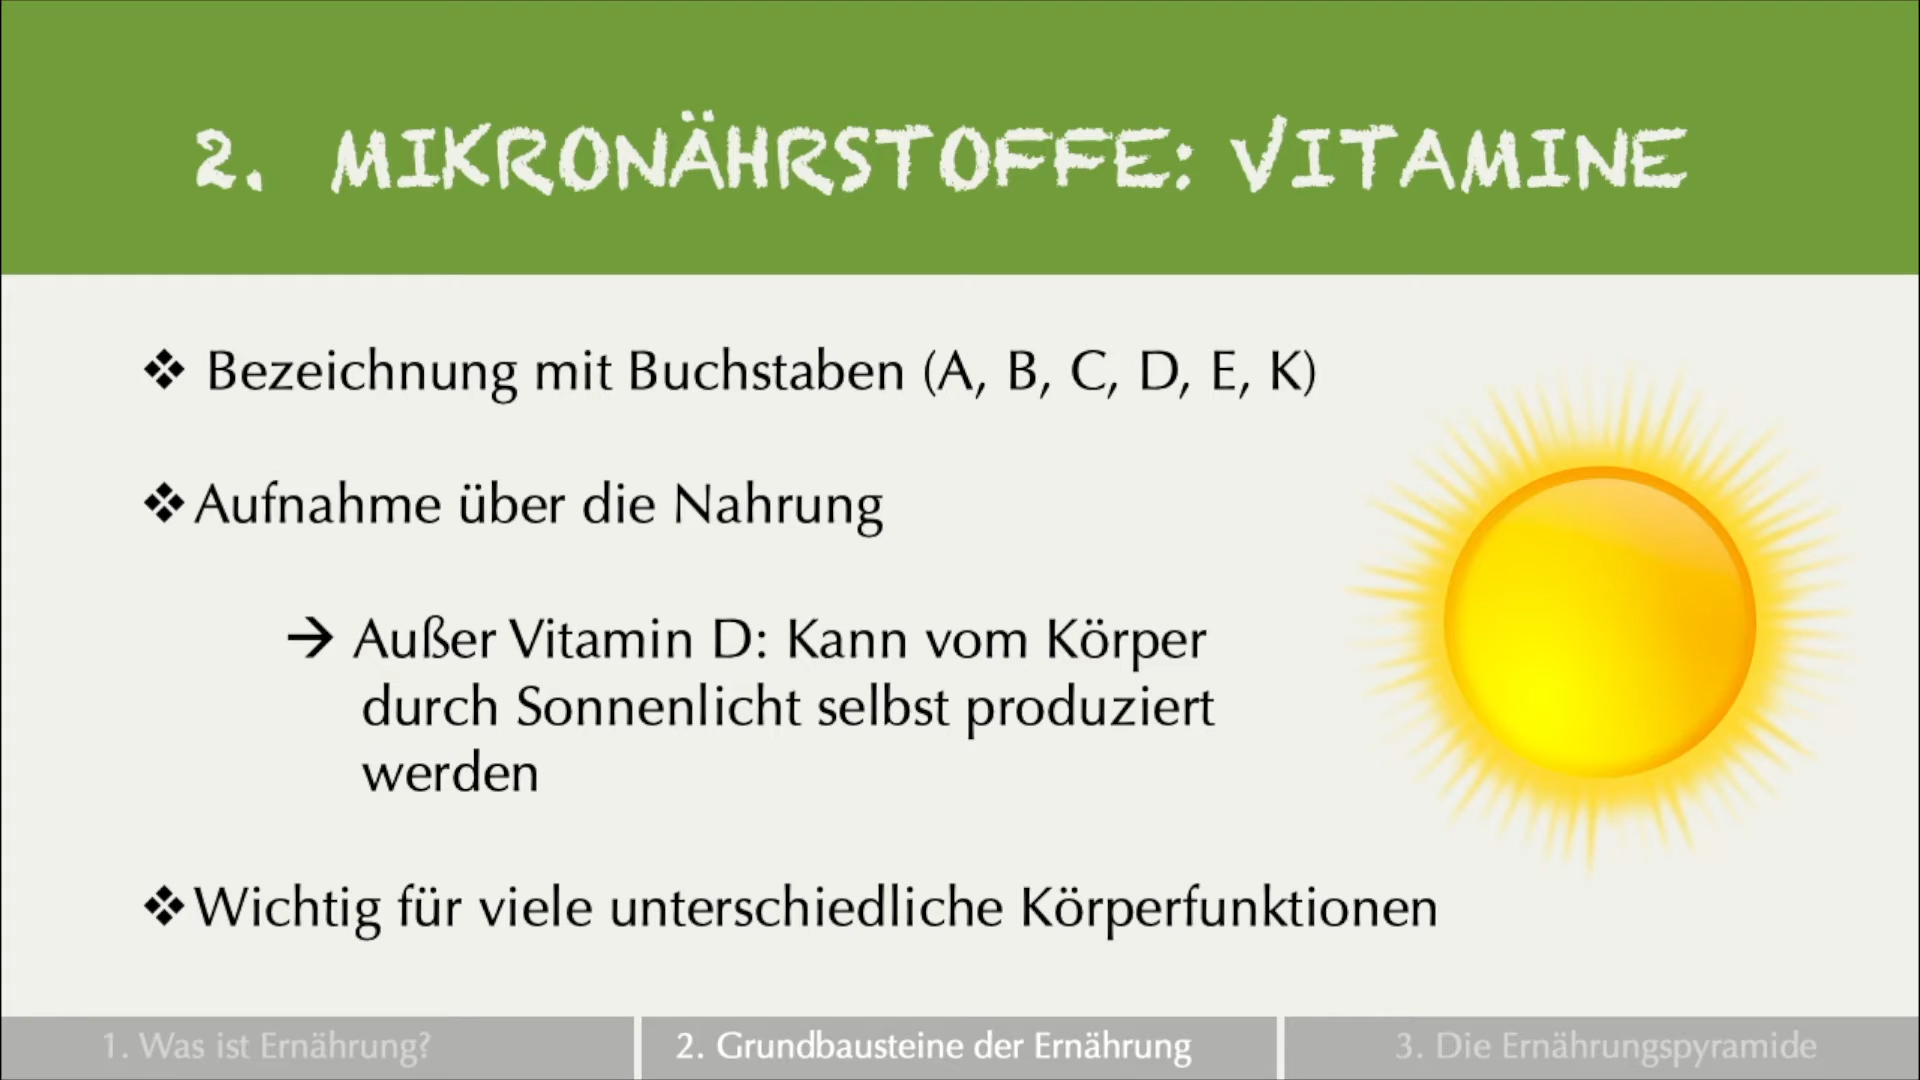 2. MIKRONÄHRSTOFFE: VITAMINE
❖ Bezeichnung mit Buchstaben (A, B, C, D, E, K)
❖ Aufnahme über die Nahrung
→ Außer Vitamin D: Kann vom Körper
durch Sonnenlicht selbst produziert
werden
❖ Wichtig für viele unterschiedliche Körperfunktionen
1. Was ist Ernährung?
2. Grundbausteine der Ernährung
3. Die Ernährungspyramide